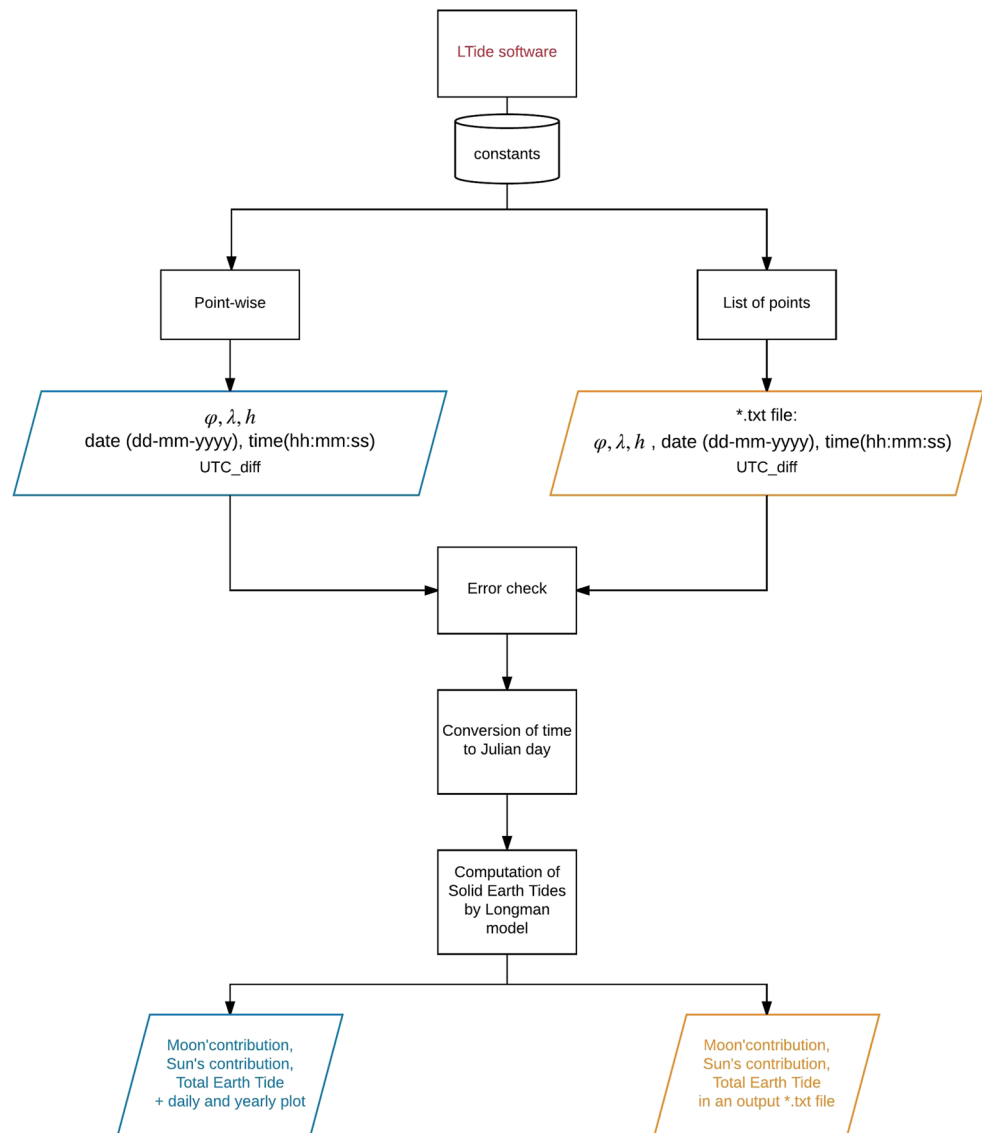 LTide software
constants
Point-wise
List of points
φ, λ, h
date (dd-mm-yyyy), time(hh:mm:ss)
UTC_diff
*.txt file:
φ, λ, h , date (dd-mm-yyyy), time(hh:mm:ss)
UTC_diff
Error check
Conversion of time
to Julian day
Computation of
Solid Earth Tides
by Longman
model
Moon'contribution,
Sun's contribution,
Total Earth Tide
+ daily and yearly plot
Moon'contribution,
Sun's contribution,
Total Earth Tide
in an output *.txt file